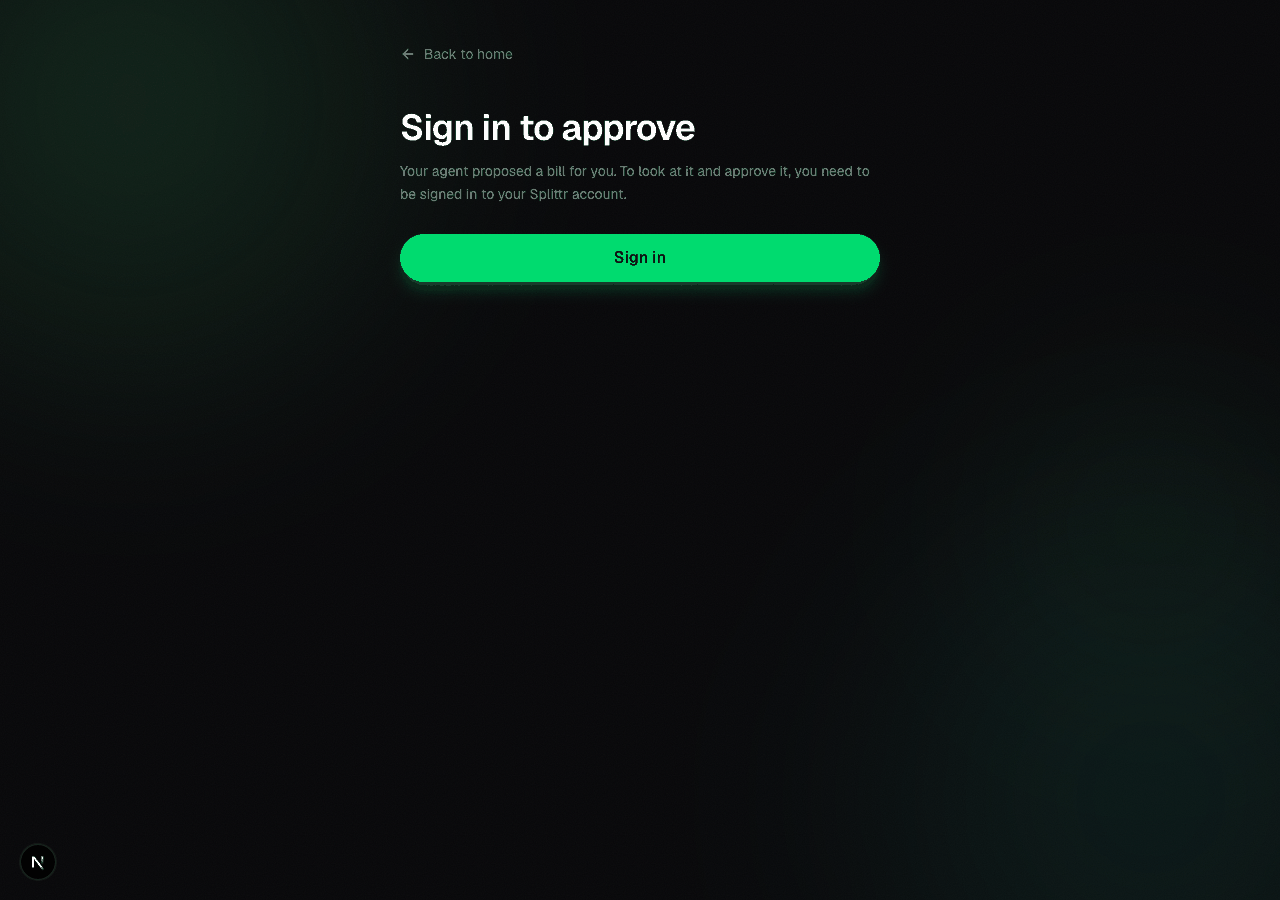 Back to home
Sign in to approve
Your agent proposed a bill for you. To look at it and approve it, you need to
be signed in to your Splittr account.
Sign in
N